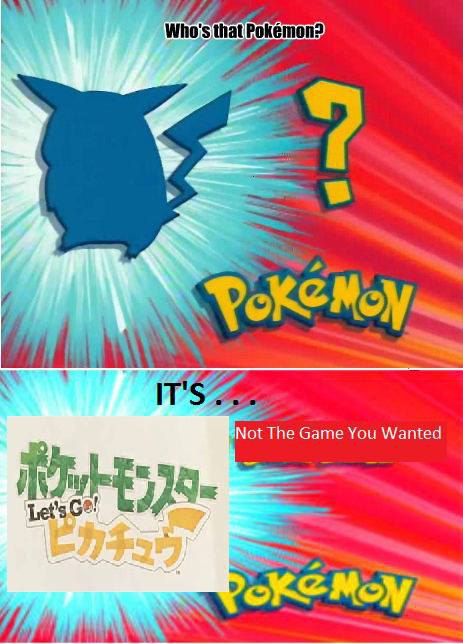 Who's that Pokémon?
?
POKéMON
IT'S . . .
Not The Game You Wanted
ポケットモンスター
Let's Go!
ピカチュウ
POKéMON